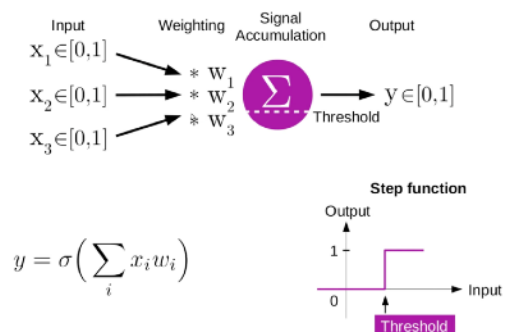 Input Weighting Signal Accumulation Output
x₁∈[0,1]
x₂∈[0,1]
x₃∈[0,1]
* w₁
* w₂
* w₃
Σ
Threshold
y∈[0,1]
Step function
Output
1
0
Input
Threshold
y = σ(∑ᵢ xᵢwᵢ)